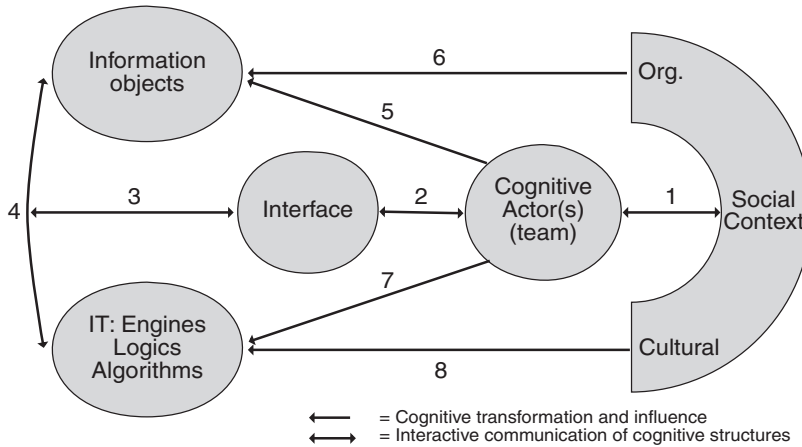 Information
objects
6
Org.
5
4
3
Interface
2
Cognitive
Actor(s)
(team)
1
Social
Context
7
IT: Engines
Logics
Algorithms
8
Cultural
= Cognitive transformation and influence
= Interactive communication of cognitive structures